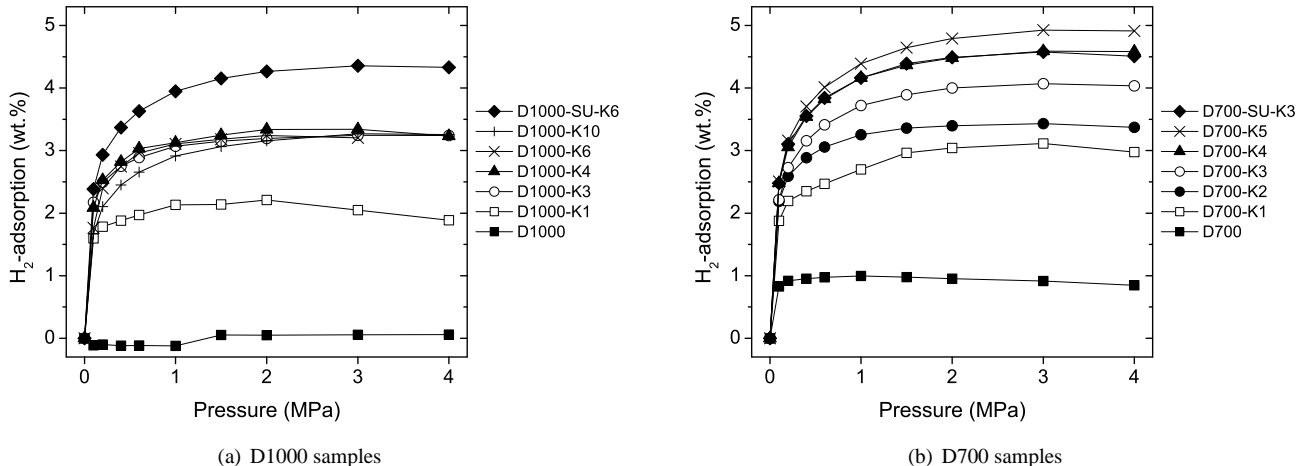 5
4
3
2
1
0
H2-adsorption (wt.%)
0 1 2 3 4
Pressure (MPa)
D1000-SU-K6
D1000-K10
D1000-K6
D1000-K4
D1000-K3
D1000-K1
D1000
(a) D1000 samples
5
4
3
2
1
0
H2-adsorption (wt.%)
0 1 2 3 4
Pressure (MPa)
D700-SU-K3
D700-K5
D700-K4
D700-K3
D700-K2
D700-K1
D700
(b) D700 samples